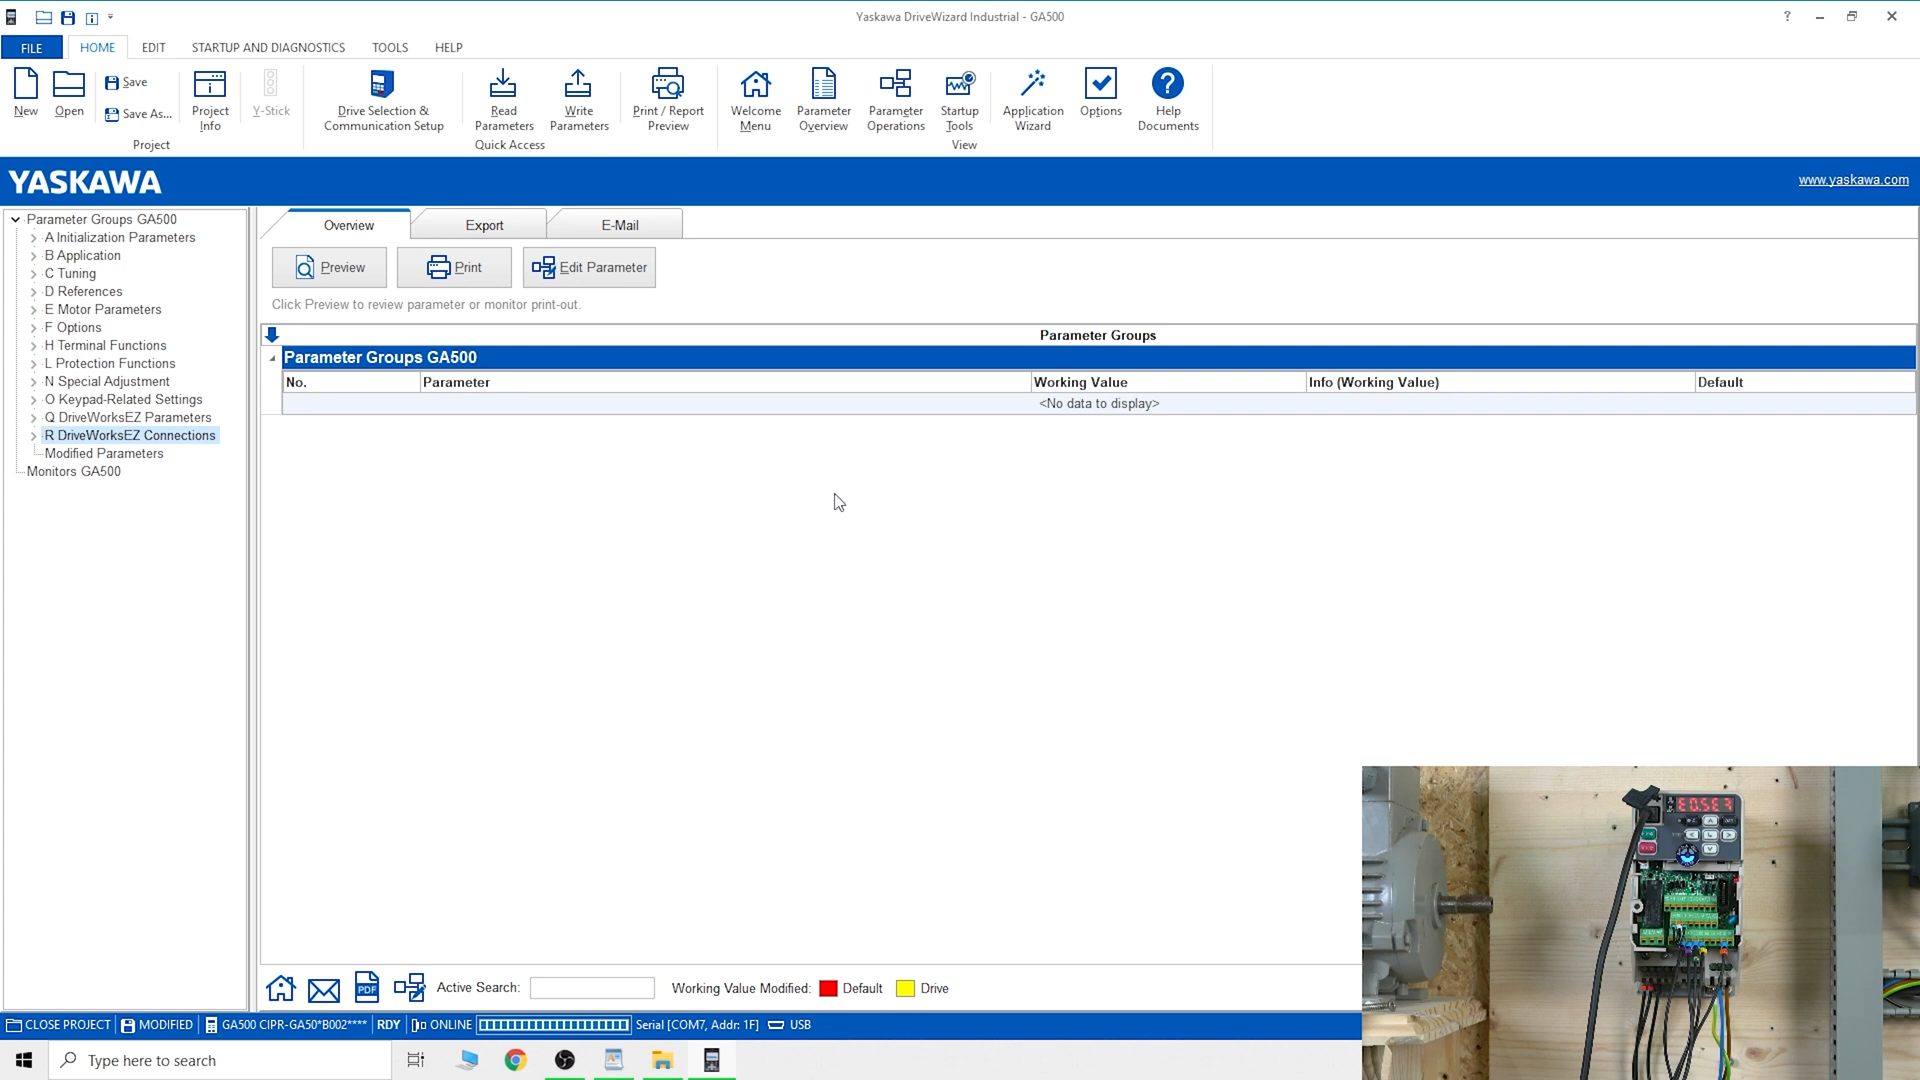 Yaskawa DriveWizard Industrial - GA500
?
FILE
HOME
EDIT
STARTUP AND DIAGNOSTICS
TOOLS
HELP
New
Open
Save
Save As...
Project
Info
Y-Stick
Drive Selection &
Communication Setup
Read
Parameters
Write
Parameters
Print / Report
Preview
Welcome
Menu
Parameter
Overview
Parameter
Operations
Startup
Tools
Application
Wizard
Options
Help
Documents
Project
Quick Access
View
YASKAWA
www.yaskawa.com
Parameter Groups GA500
A Initialization Parameters
B Application
C Tuning
D References
E Motor Parameters
F Options
H Terminal Functions
L Protection Functions
N Special Adjustment
O Keypad-Related Settings
Q DriveWorksEZ Parameters
R DriveWorksEZ Connections
Modified Parameters
Monitors GA500
Overview
Export
E-Mail
Preview
Print
Edit Parameter
Click Preview to review parameter or monitor print-out.
Parameter Groups
Parameter Groups GA500
No.
Parameter
Working Value
Info (Working Value)
Default
<No data to display>
PDF
Active Search:
Working Value Modified:
Default
Drive
CLOSE PROJECT
MODIFIED
GA500 CIPR-GA50*B002****
RDY
ONLINE
Serial [COM7, Addr: 1F]
USB
Type here to search